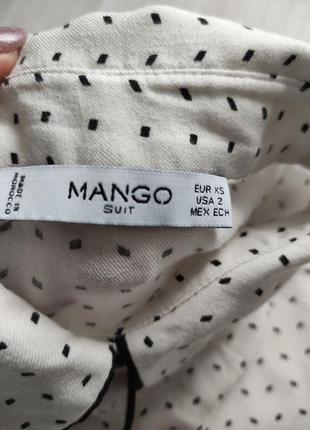 MADE IN
MOROCCO
MANGO
SUIT
EUR XS
USA 2
MEX ECH